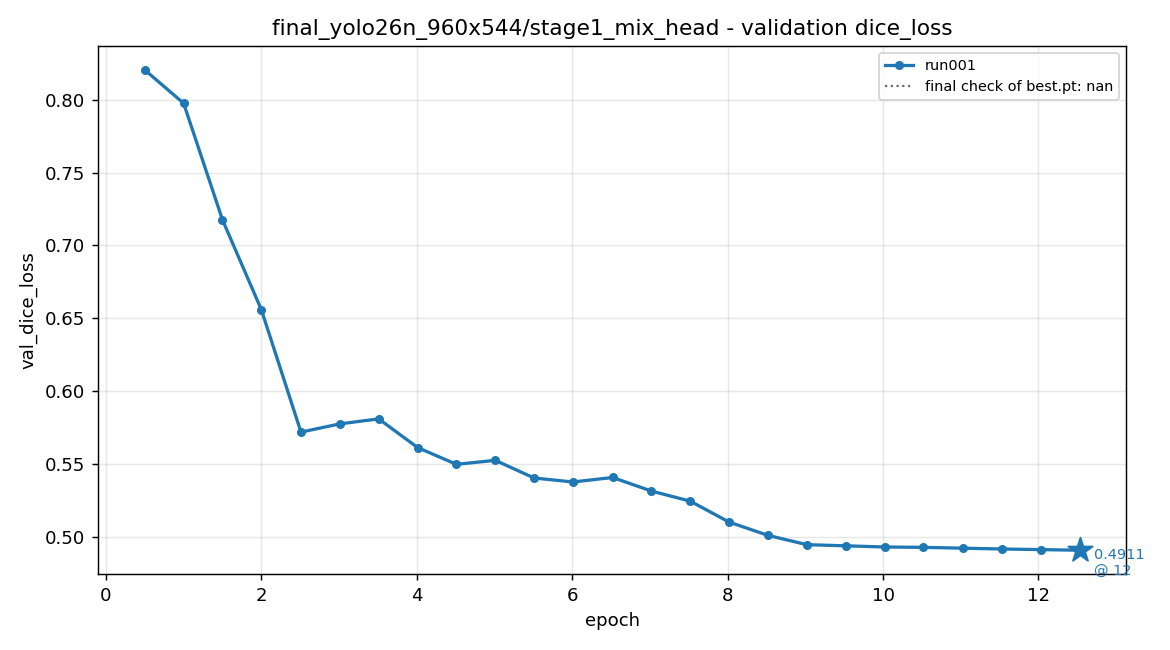 final_yolo26n_960x544/stage1_mix_head - validation dice_loss
run001
final check of best.pt: nan
val_dice_loss
0.80
0.75
0.70
0.65
0.60
0.55
0.50
0.4911
@ 12
0 2 4 6 8 10 12
epoch